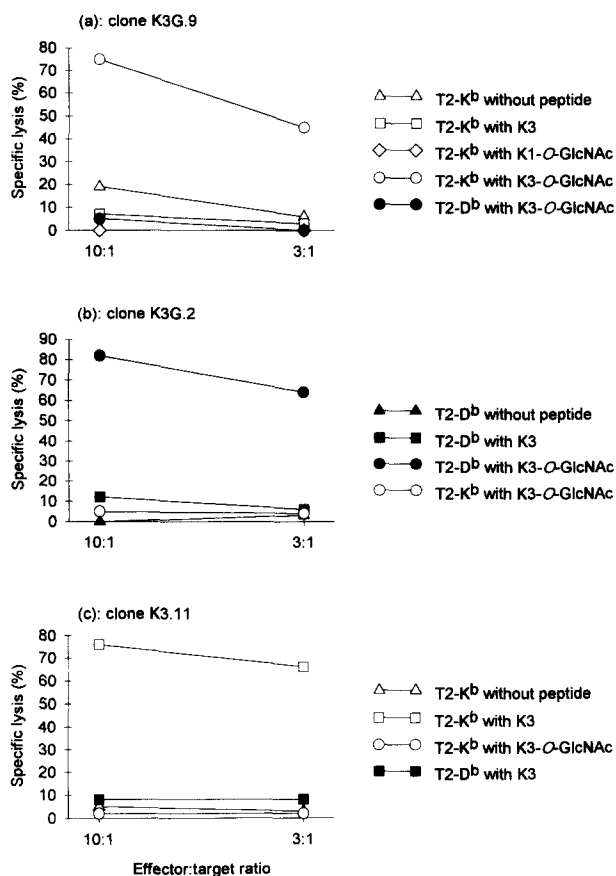 (a): clone K3G.9
Specific lysis (%)
80
70
60
50
40
30
20
10
0
10:1
3:1
T2-Kb without peptide
T2-Kb with K3
T2-Kb with K1-O-GlcNAc
T2-Kb with K3-O-GlcNAc
T2-Db with K3-O-GlcNAc
(b): clone K3G.2
Specific lysis (%)
90
80
70
60
50
40
30
20
10
0
10:1
3:1
T2-Db without peptide
T2-Db with K3
T2-Db with K3-O-GlcNAc
T2-Kb with K3-O-GlcNAc
(c): clone K3.11
Specific lysis (%)
80
70
60
50
40
30
20
10
0
10:1
3:1
T2-Kb without peptide
T2-Kb with K3
T2-Kb with K3-O-GlcNAc
T2-Db with K3
Effector:target ratio